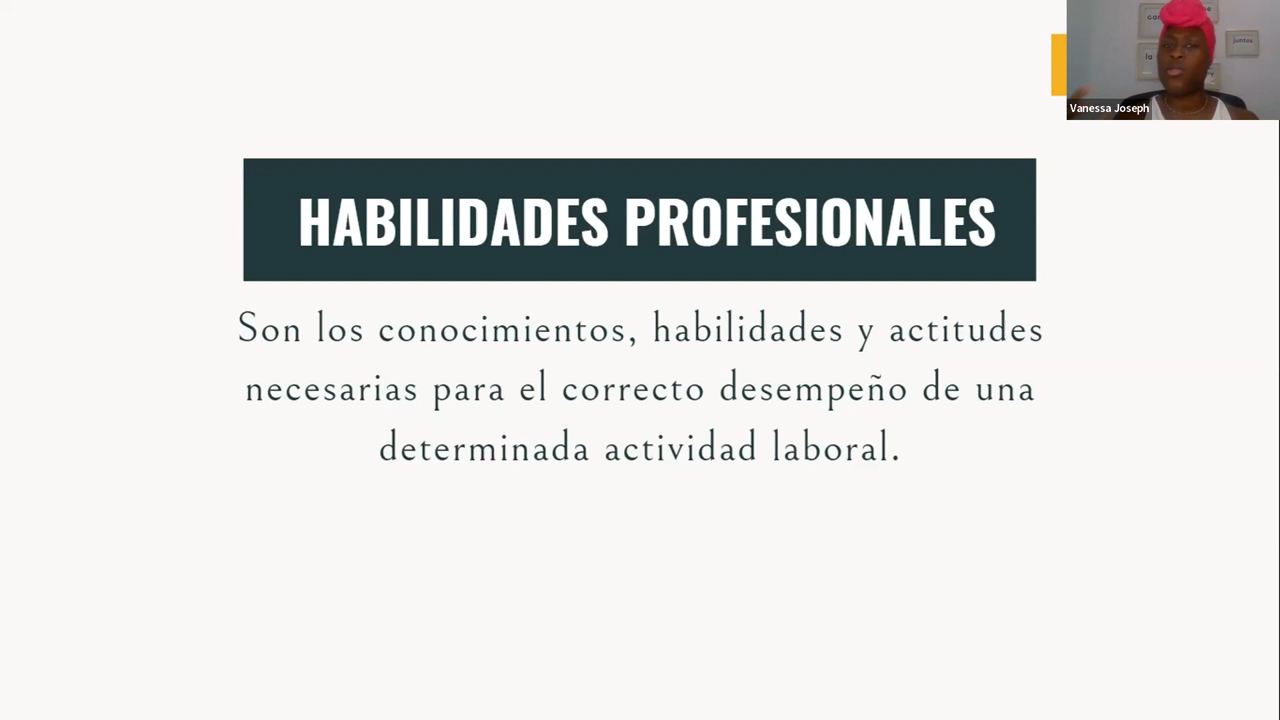 Vanessa Joseph
juntos
la
HABILIDADES PROFESIONALES
Son los conocimientos, habilidades y actitudes
necesarias para el correcto desempeño de una
determinada actividad laboral.